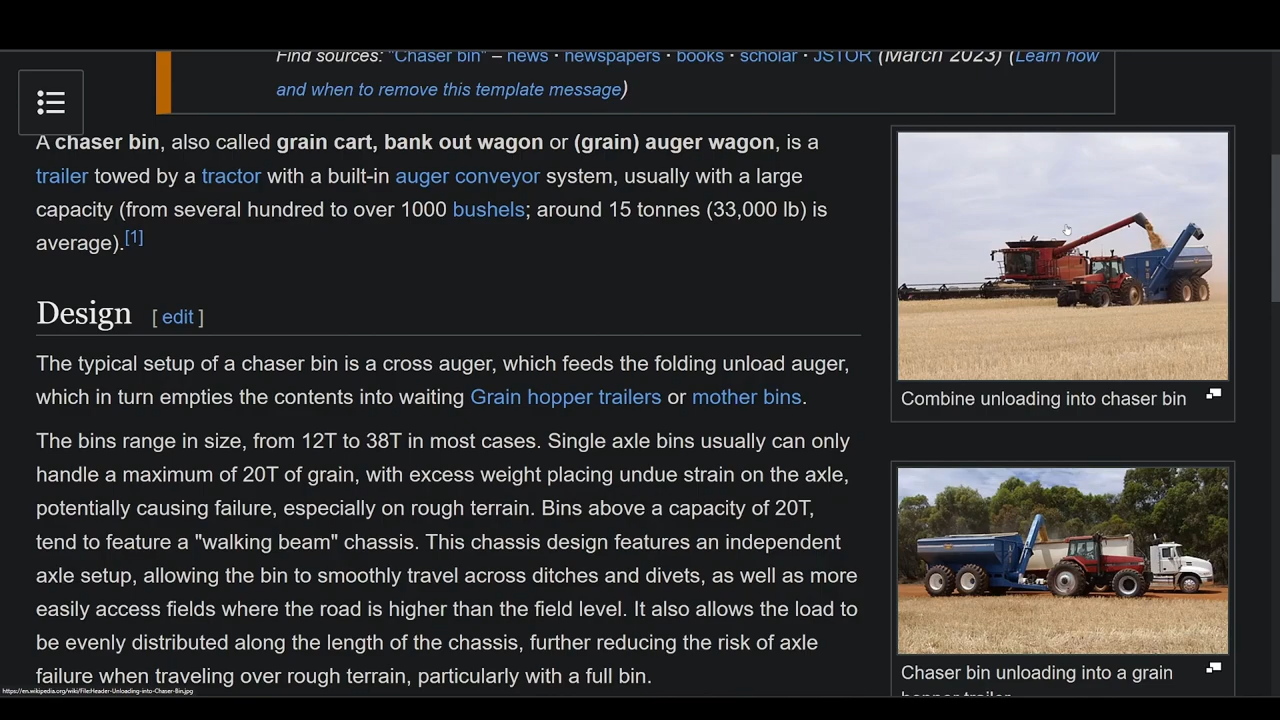 Find sources: "Chaser bin" – news · newspapers · books · scholar · JSTOR (March 2023) (Learn how
and when to remove this template message)
A chaser bin, also called grain cart, bank out wagon or (grain) auger wagon, is a
trailer towed by a tractor with a built-in auger conveyor system, usually with a large
capacity (from several hundred to over 1000 bushels; around 15 tonnes (33,000 lb) is
average).[1]
Design [ edit ]
The typical setup of a chaser bin is a cross auger, which feeds the folding unload auger,
which in turn empties the contents into waiting Grain hopper trailers or mother bins.
The bins range in size, from 12T to 38T in most cases. Single axle bins usually can only
handle a maximum of 20T of grain, with excess weight placing undue strain on the axle,
potentially causing failure, especially on rough terrain. Bins above a capacity of 20T,
tend to feature a "walking beam" chassis. This chassis design features an independent
axle setup, allowing the bin to smoothly travel across ditches and divets, as well as more
easily access fields where the road is higher than the field level. It also allows the load to
be evenly distributed along the length of the chassis, further reducing the risk of axle
failure when traveling over rough terrain, particularly with a full bin.
Combine unloading into chaser bin
Chaser bin unloading into a grain
hopper trailer
https://en.wikipedia.org/wiki/File:Header-Unloading-into-Chaser-Bin.jpg